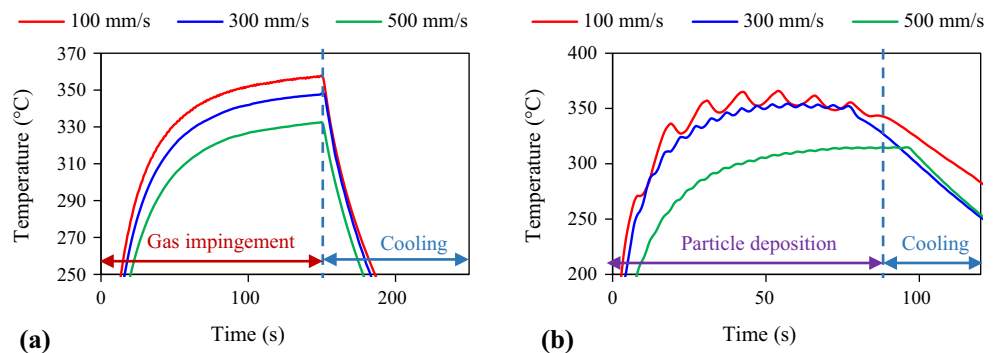 100 mm/s 300 mm/s 500 mm/s
370
350
330
310
290
270
250
Temperature (°C)
Gas impingement
Cooling
0 100 200
Time (s)
(a)
100 mm/s 300 mm/s 500 mm/s
400
350
300
250
200
Temperature (°C)
Particle deposition
Cooling
0 50 100
Time (s)
(b)